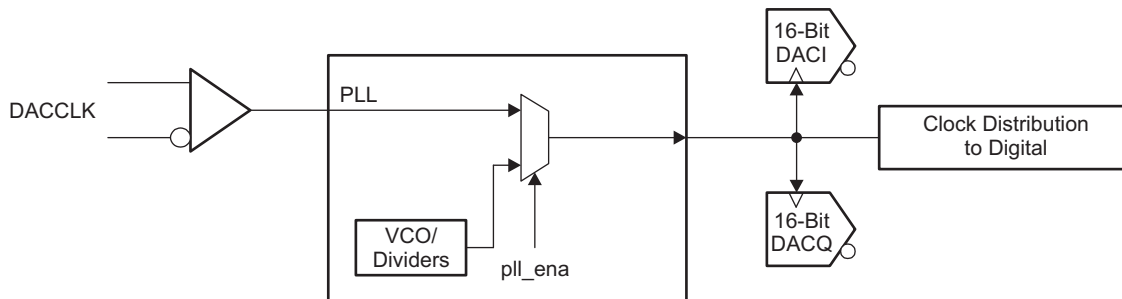 16-Bit
DACI
DACCLK
PLL
Clock Distribution
to Digital
VCO/
Dividers
pll_ena
16-Bit
DACQ